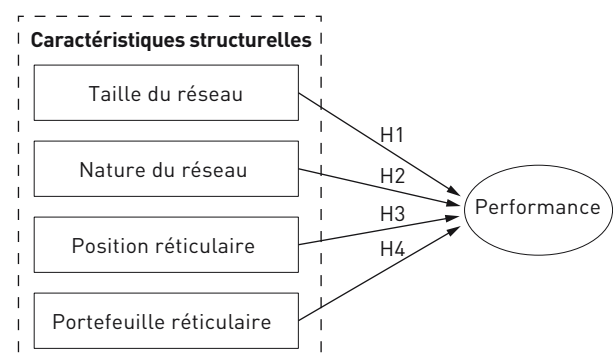 Caractéristiques structurelles
Taille du réseau
H1
Nature du réseau
H2
Performance
H3
Position réticulaire
H4
Portefeuille réticulaire